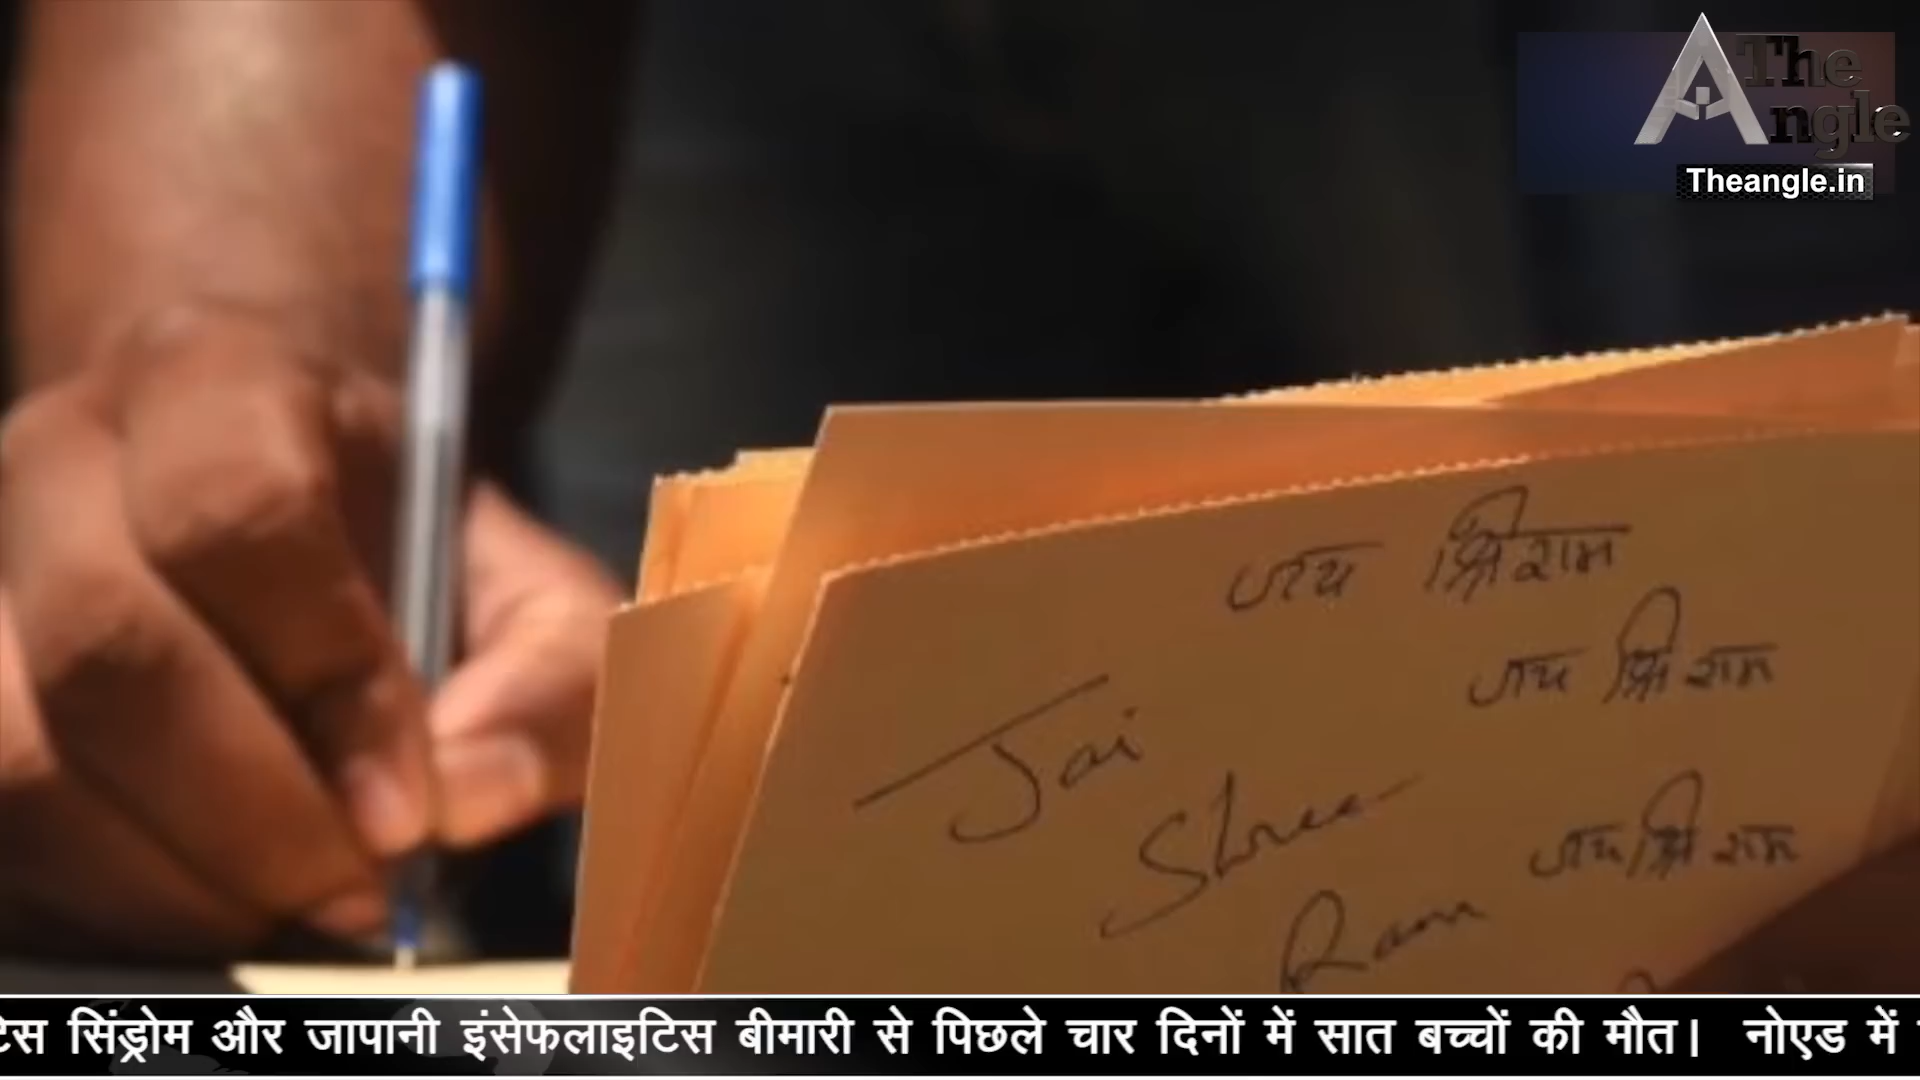 The
Angle
Theangle.in
जय श्रिराम
जय श्रिराम
Jai
Shree
जय श्रिराम
Ram
सिंड्रोम और जापानी इंसेफलाइटिस बीमारी से पिछले चार दिनों में सात बच्चों की मौत| नोएड में